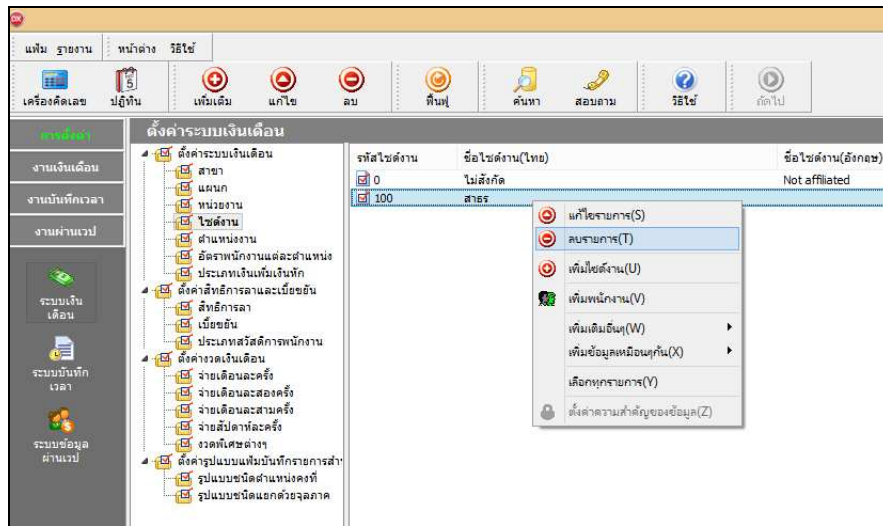 แฟ้ม รายงาน หน้าต่าง วิธีใช้
เครื่องคิดเลข ปฏิทิน เพิ่มเติม แก้ไข ลบ ฟื้นฟู ค้นหา สอบถาม วิธีใช้ ถัดไป
5
การตั้งค่า
งานเงินเดือน
งานบันทึกเวลา
งานผ่านเวป
ระบบเงิน
เดือน
ระบบบันทึก
เวลา
ระบบข้อมูล
ผ่านเวป
ตั้งค่าระบบเงินเดือน
ตั้งค่าระบบเงินเดือน
สาขา
แผนก
หน่วยงาน
ไซด์งาน
ตำแหน่งงาน
อัตราพนักงานแต่ละตำแหน่ง
ประเภทเงินเพิ่มเงินหัก
ตั้งค่าสิทธิการลาและเบี้ยขยัน
สิทธิการลา
เบี้ยขยัน
ประเภทสวัสดิการพนักงาน
ตั้งค่างวดเงินเดือน
จ่ายเดือนละครั้ง
จ่ายเดือนละสองครั้ง
จ่ายเดือนละสามครั้ง
จ่ายสัปดาห์ละครั้ง
งวดพิเศษต่างๆ
ตั้งค่ารูปแบบแฟ้มบันทึกรายการสำ
รูปแบบชนิดตำแหน่งคงที่
รูปแบบชนิดแยกด้วยจุลภาค
รหัสไซด์งาน ชื่อไซด์งาน(ไทย) ชื่อไซด์งาน(อังกฤษ)
0 ไม่สังกัด Not affiliated
100 สาธร
แก้ไขรายการ(S)
ลบรายการ(T)
เพิ่มไซด์งาน(U)
เพิ่มพนักงาน(V)
เพิ่มเติมอื่นๆ(W)
เพิ่มข้อมูลเหมือนๆกัน(X)
เลือกทุกรายการ(Y)
ตั้งค่าความสำคัญของข้อมูล(Z)